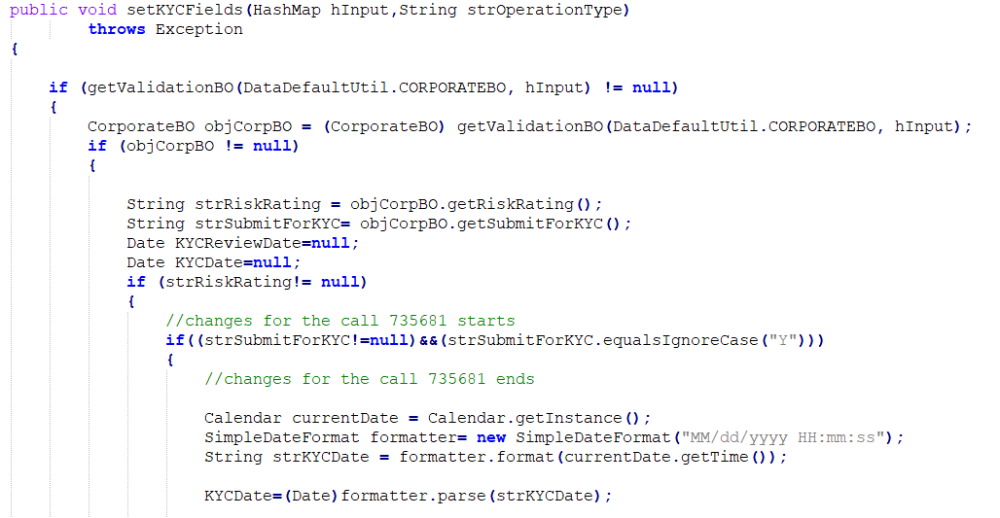 public void setKYCFields(HashMap hInput,String strOperationType)
        throws Exception
{
    if (getValidationBO(DataDefaultUtil.CORPORATEBO, hInput) != null)
    {
        CorporateBO objCorpBO = (CorporateBO) getValidationBO(DataDefaultUtil.CORPORATEBO, hInput);
        if (objCorpBO != null)
        {
            String strRiskRating = objCorpBO.getRiskRating();
            String strSubmitForKYC= objCorpBO.getSubmitForKYC();
            Date KYCReviewDate=null;
            Date KYCDate=null;
            if (strRiskRating!= null)
            {
                //changes for the call 735681 starts
                if((strSubmitForKYC!=null)&&(strSubmitForKYC.equalsIgnoreCase("Y")))
                {
                    //changes for the call 735681 ends
                    Calendar currentDate = Calendar.getInstance();
                    SimpleDateFormat formatter= new SimpleDateFormat("MM/dd/yyyy HH:mm:ss");
                    String strKYCDate = formatter.format(currentDate.getTime());
                    KYCDate=(Date)formatter.parse(strKYCDate);